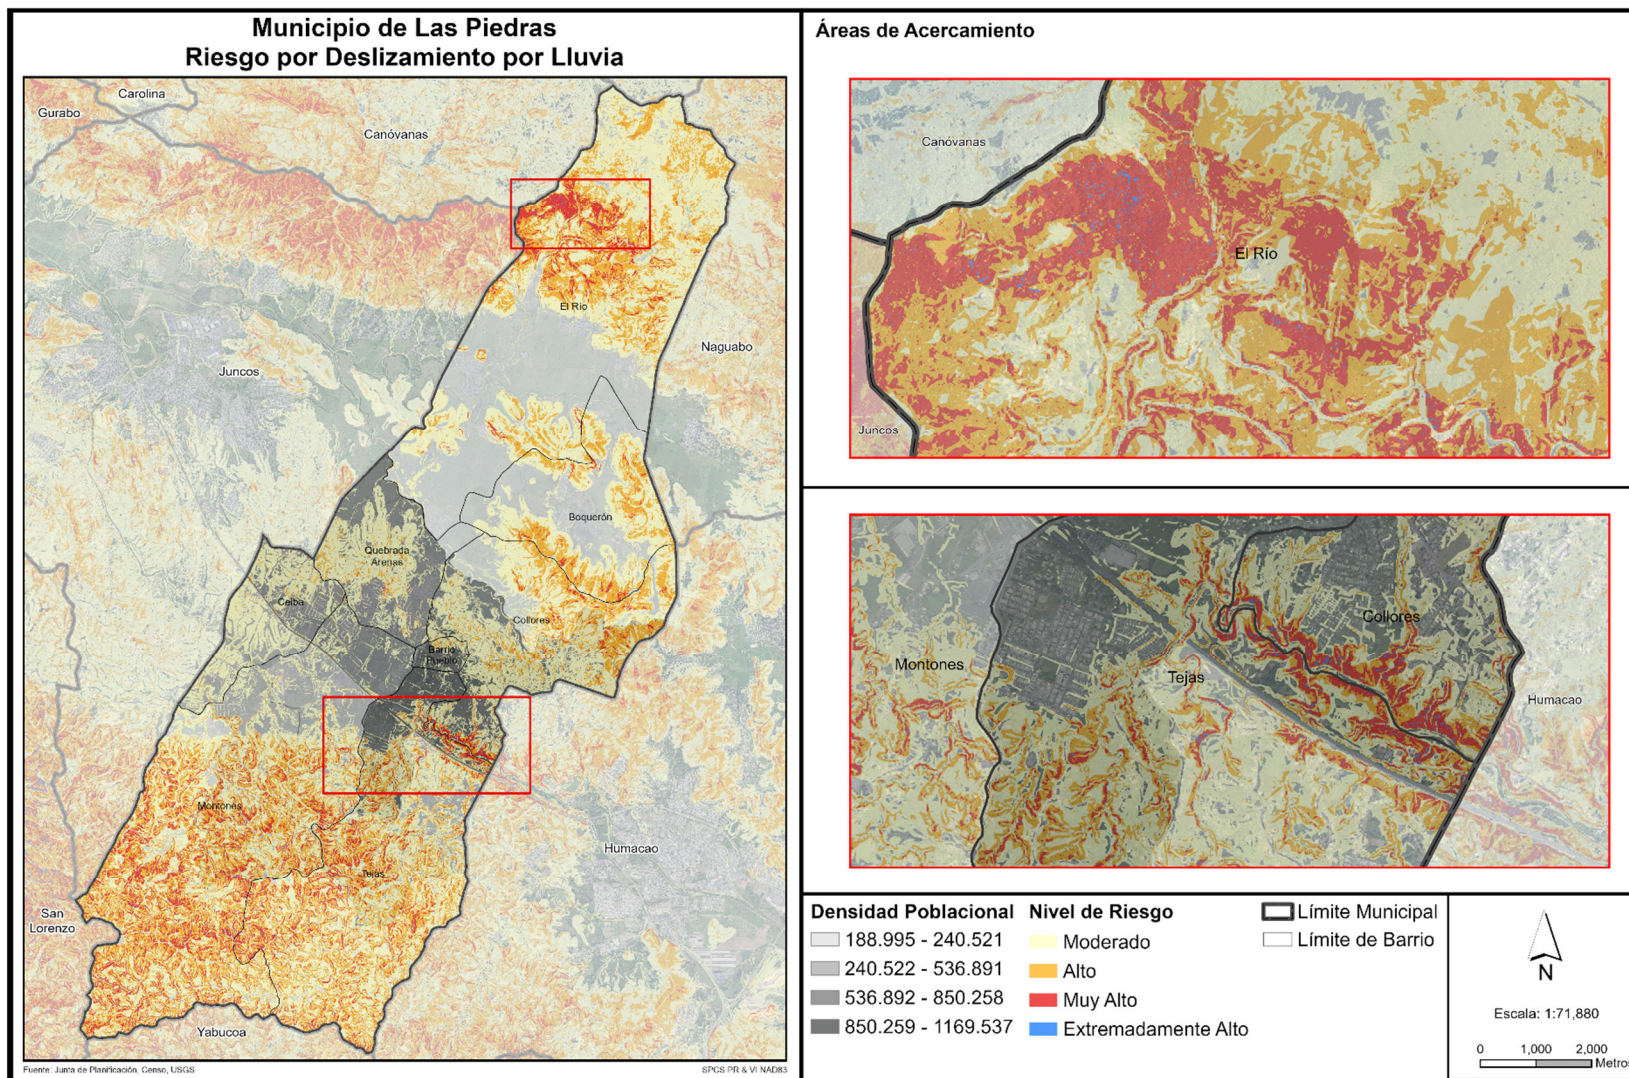 Municipio de Las Piedras
Riesgo por Deslizamiento por Lluvia
Carolina
Gurabo
Canóvanas
El Río
Naguabo
Juncos
Boquerón
Quebrada
Arenas
Ceiba
Collores
Barrio
Pueblo
Montones
Humacao
Tejas
San
Lorenzo
Yabucoa
Fuente: Junta de Planificación, Censo, USGS
SPCS PR & VI NAD83
Áreas de Acercamiento
Canóvanas
El Río
Juncos
Collores
Montones
Tejas
Humacao
Densidad Poblacional
188.995 - 240.521
240.522 - 536.891
536.892 - 850.258
850.259 - 1169.537
Nivel de Riesgo
Moderado
Alto
Muy Alto
Extremadamente Alto
Límite Municipal
Límite de Barrio
N
Escala: 1:71,880
0 1,000 2,000
Metros